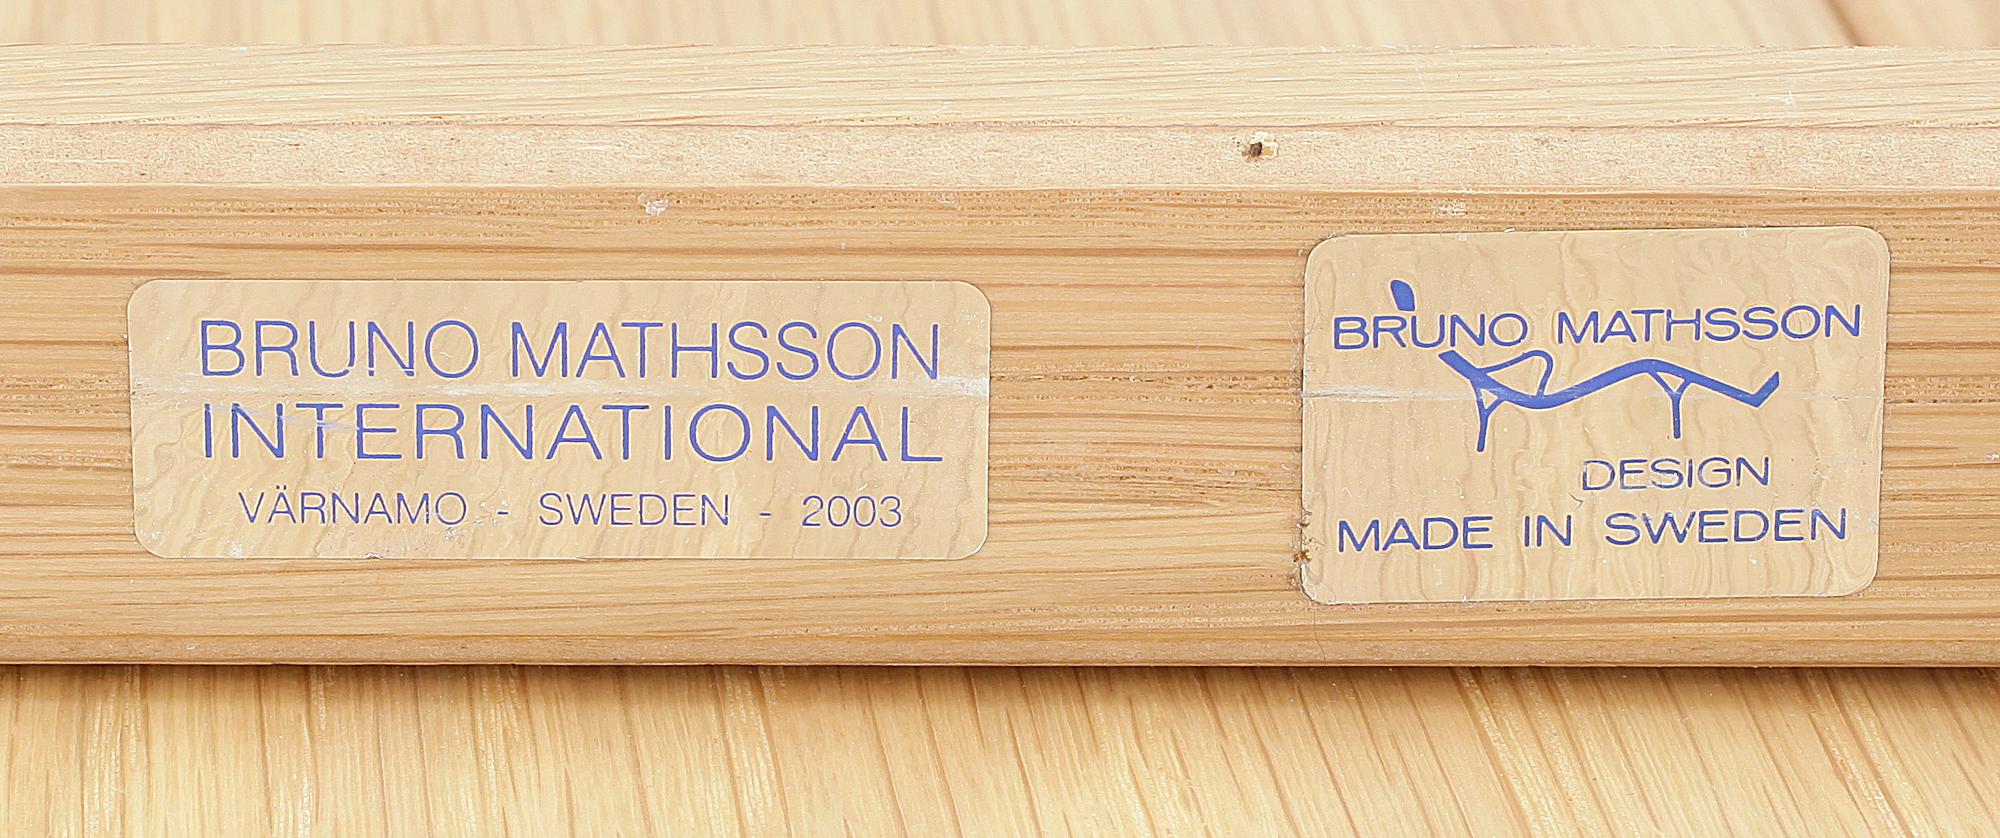 BRUNO MATHSSON
INTERNATIONAL
VÄRNAMO - SWEDEN - 2003
BRUNO MATHSSON
DESIGN
MADE IN SWEDEN